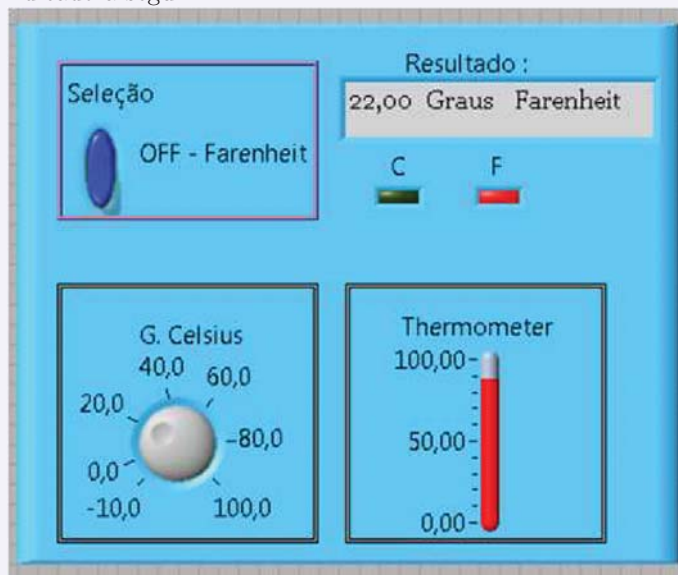 Seleção
OFF - Farenheit
Resultado :
22,00 Graus Farenheit
C F
G. Celsius
40,0
60,0
20,0
80,0
0,0
-10,0
100,0
Thermometer
100,00
50,00
0,00